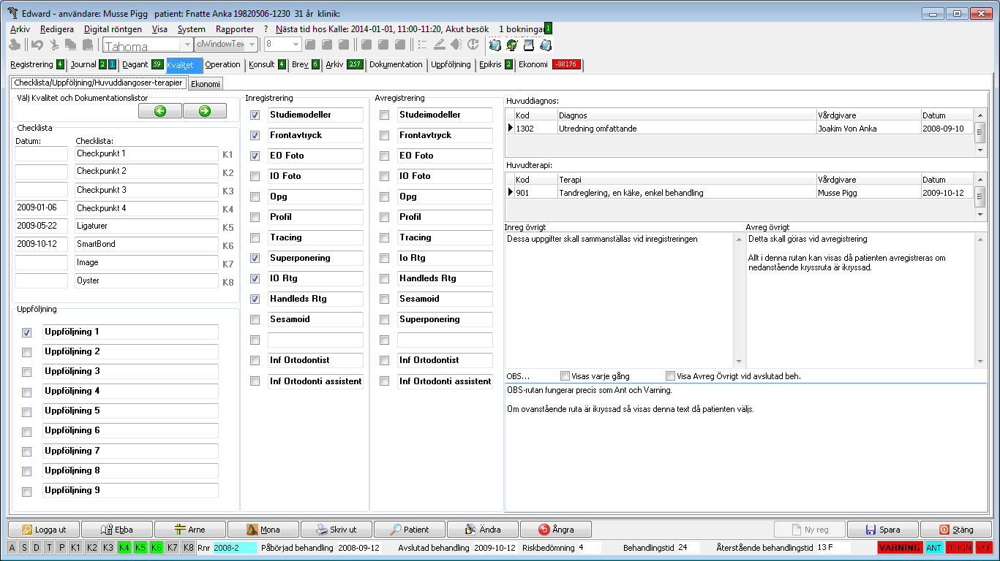 Edward - användare: Musse Pigg   patient: Fnatte Anka 19820506-1230  31 år  klinik:
Arkiv Redigera Digital röntgen Visa System Rapporter ? Nästa tid hos Kalle: 2014-01-01, 11:00-11:20, Akut besök 1 bokningar 1
Tahoma clWindowTex 8
Registrering 4 Journal 2 1 Dagant 59 Kvalitet Operation Konsult 4 Brev 6 Arkiv 257 Dokumentation Uppföljning Epikris 2 Ekonomi -88176
Checklista/Uppföljning/Huvuddiangoser-terapier Ekonomi
Välj Kvalitet och Dokumentationslistor
Checklista
Datum: Checklista:
Checkpunkt 1 K1
Checkpunkt 2 K2
Checkpunkt 3 K3
2009-01-06 Checkpunkt 4 K4
2009-05-22 Ligaturer K5
2009-10-12 SmartBond K6
Image K7
Oyster K8
Uppföljning
Uppföljning 1
Uppföljning 2
Uppföljning 3
Uppföljning 4
Uppföljning 5
Uppföljning 6
Uppföljning 7
Uppföljning 8
Uppföljning 9
Inregistrering
Studiemodeller
Frontavtryck
EO Foto
IO Foto
Opg
Profil
Tracing
Superponering
IO Rtg
Handleds Rtg
Sesamoid
Inf Ortodontist
Inf Ortodonti assistent
Avregistrering
Studeimodeller
Frontavtryck
EO Foto
IO Foto
Opg
Profil
Tracing
Io Rtg
Handleds Rtg
Sesamoid
Superponering
Inf Ortodontist
Inf Ortodonti assistent
Huvuddiagnos:
Kod Diagnos Vårdgivare Datum
1302 Utredning omfattande Joakim Von Anka 2008-09-10
Huvudterapi:
Kod Terapi Vårdgivare Datum
901 Tandreglering, en käke, enkel behandling Musse Pigg 2009-10-12
Inreg övrigt
Dessa uppgifter skall sammanställas vid inregistreringen
Avreg övrigt
Detta skall göras vid avregistrering
Allt i denna rutan kan visas då patienten avregistreras om
nedanstående kryssruta är ikryssad.
OBS... Visas varje gång Visa Avreg Övrigt vid avslutad beh.
OBS-rutan fungerar precis som Ant och Varning.
Om ovanstående ruta är ikryssad så visas denna text då patienten väljs.
Logga ut Ebba Arne Mona Skriv ut Patient Ändra Ångra Ny reg Spara Stäng
A S D T P K1 K2 K3 K4 K5 K6 K7 K8 Rnr 2008-2 Påbörjad behandling 2008-09-12 Avslutad behandling 2009-10-12 Riskbedömning 4 Behandlingstid 24 Återstående behandlingstid 13 F VARNING ANT OSIGN VKF